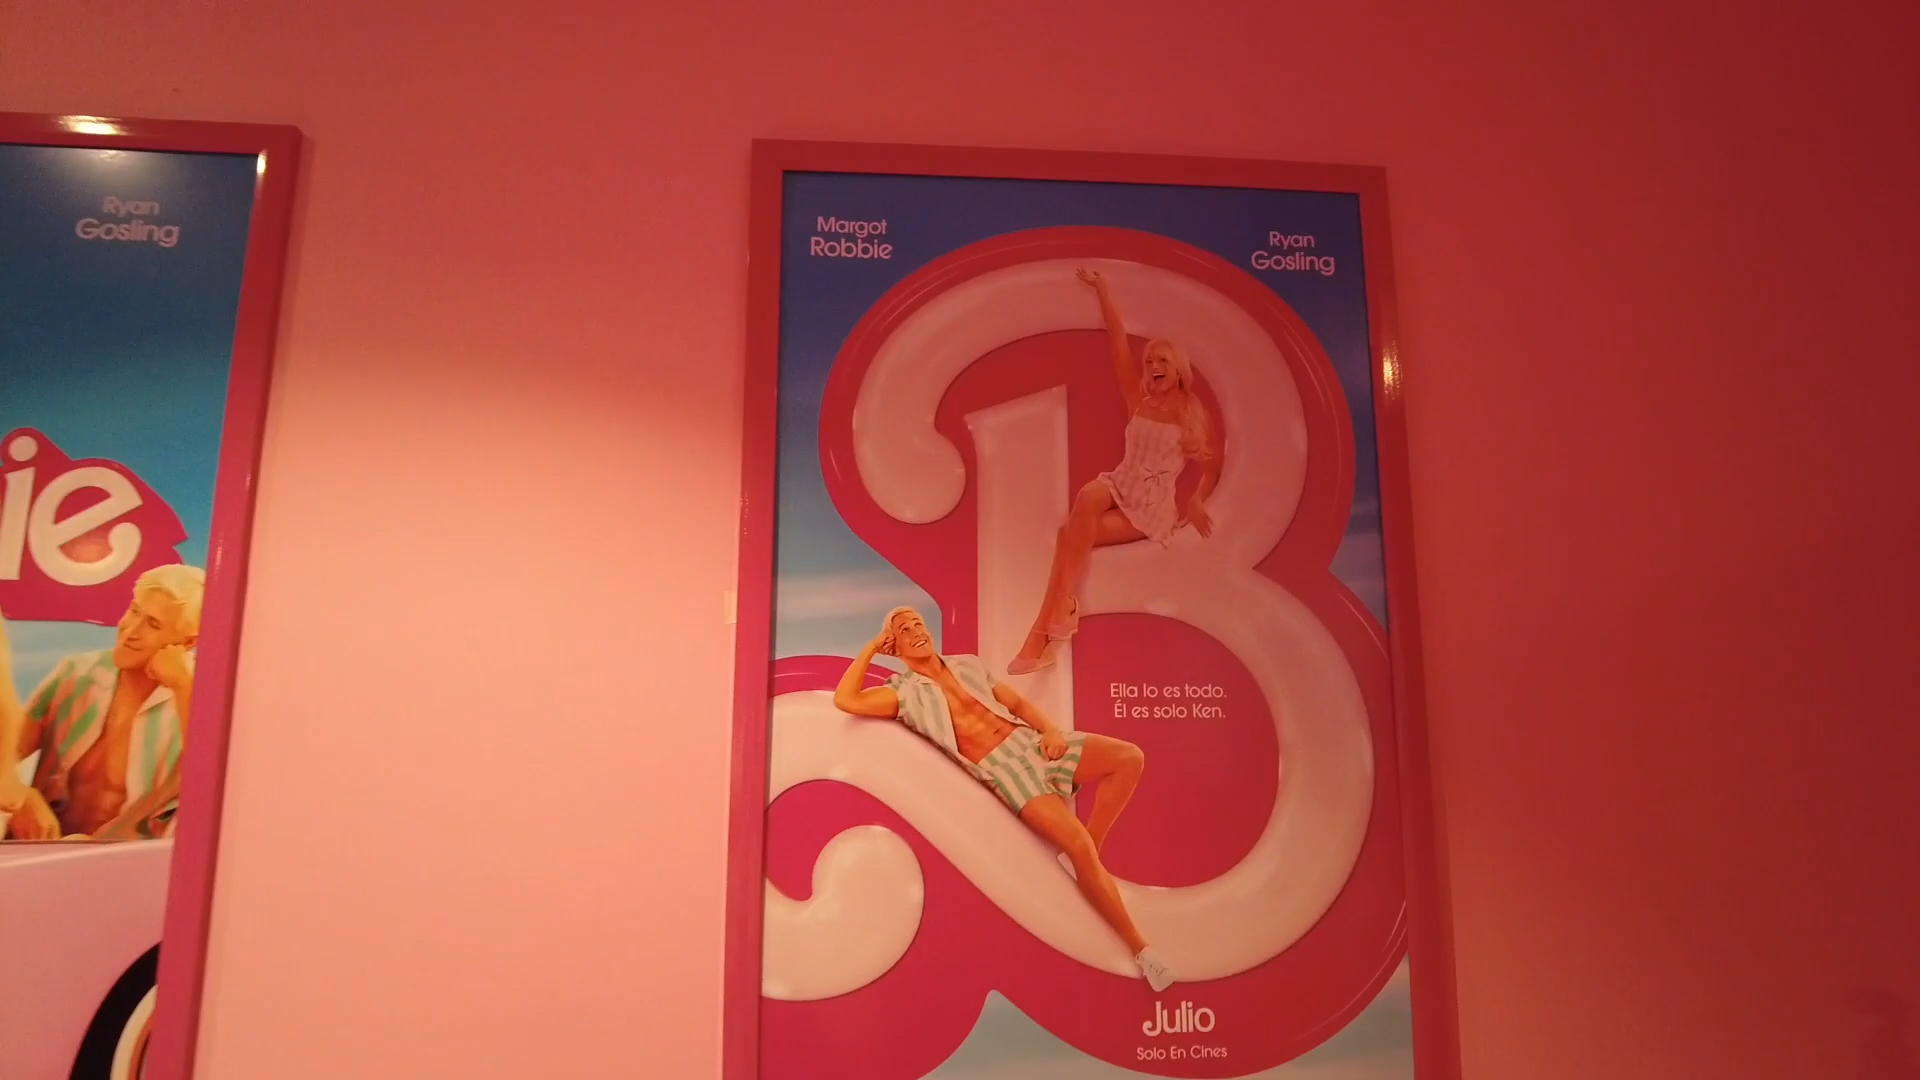 Ryan
Gosling
ie
Margot
Robbie
Ryan
Gosling
B
Ella lo es todo.
Él es solo Ken.
Julio
Solo En Cines